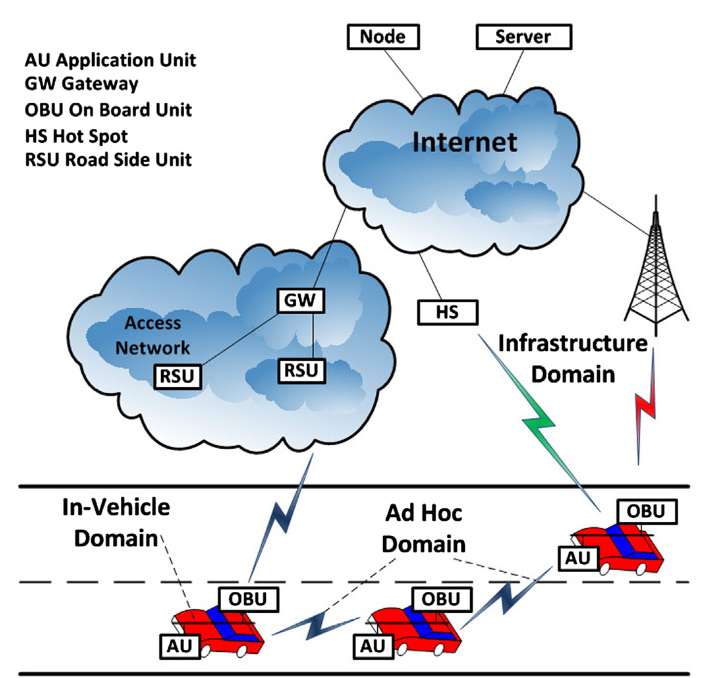 Node
Server
AU Application Unit
GW Gateway
OBU On Board Unit
HS Hot Spot
RSU Road Side Unit
Internet
GW
HS
Access
Network
RSU
RSU
Infrastructure
Domain
In-Vehicle
Domain
Ad Hoc
Domain
OBU
AU
OBU
AU
OBU
AU